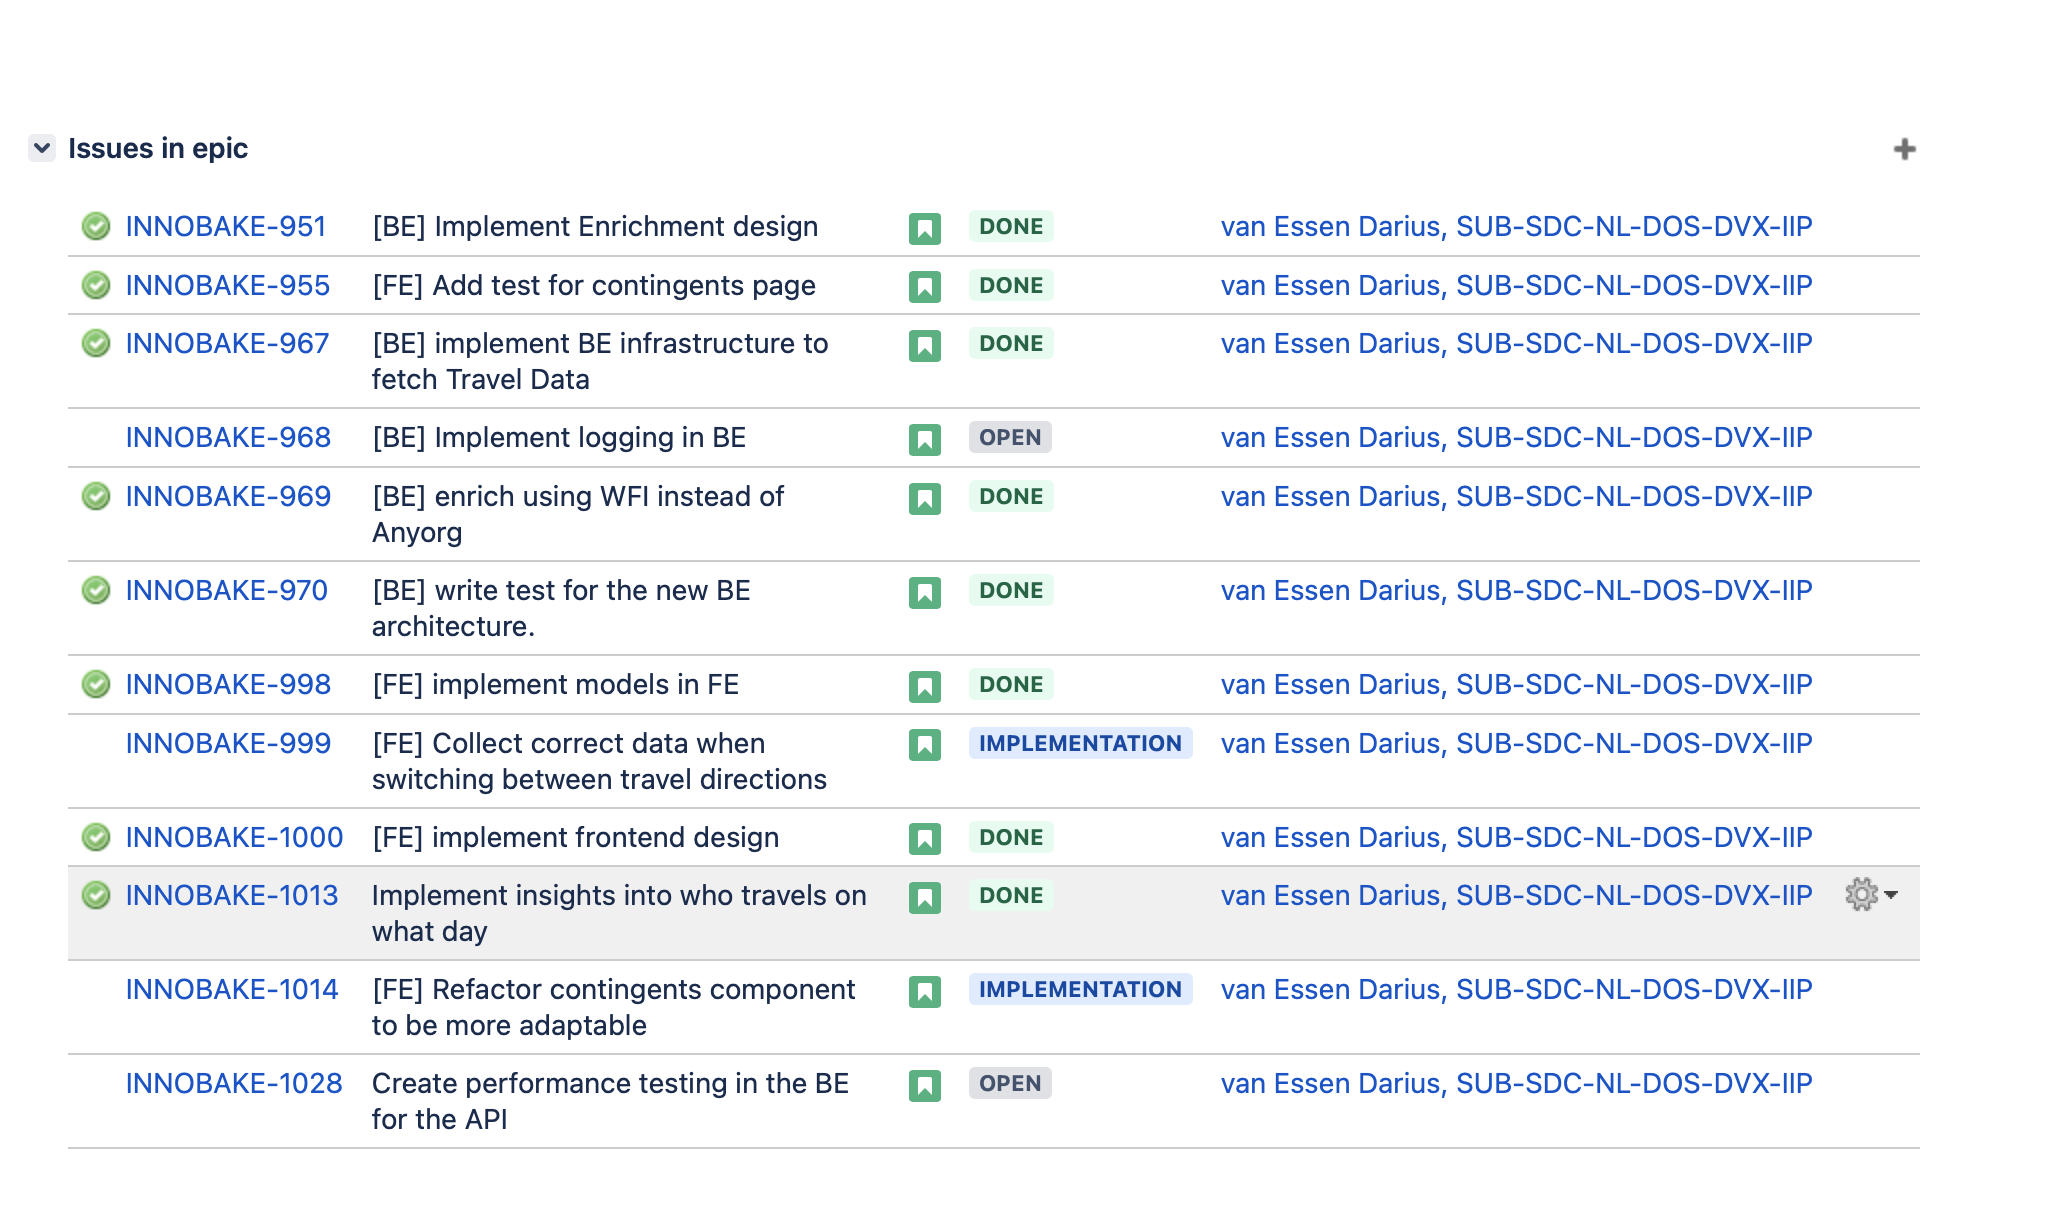 Issues in epic
INNOBAKE-951 [BE] Implement Enrichment design DONE van Essen Darius, SUB-SDC-NL-DOS-DVX-IIP
INNOBAKE-955 [FE] Add test for contingents page DONE van Essen Darius, SUB-SDC-NL-DOS-DVX-IIP
INNOBAKE-967 [BE] implement BE infrastructure to DONE van Essen Darius, SUB-SDC-NL-DOS-DVX-IIP
fetch Travel Data
INNOBAKE-968 [BE] Implement logging in BE OPEN van Essen Darius, SUB-SDC-NL-DOS-DVX-IIP
INNOBAKE-969 [BE] enrich using WFI instead of DONE van Essen Darius, SUB-SDC-NL-DOS-DVX-IIP
Anyorg
INNOBAKE-970 [BE] write test for the new BE DONE van Essen Darius, SUB-SDC-NL-DOS-DVX-IIP
architecture.
INNOBAKE-998 [FE] implement models in FE DONE van Essen Darius, SUB-SDC-NL-DOS-DVX-IIP
INNOBAKE-999 [FE] Collect correct data when IMPLEMENTATION van Essen Darius, SUB-SDC-NL-DOS-DVX-IIP
switching between travel directions
INNOBAKE-1000 [FE] implement frontend design DONE van Essen Darius, SUB-SDC-NL-DOS-DVX-IIP
INNOBAKE-1013 Implement insights into who travels on DONE van Essen Darius, SUB-SDC-NL-DOS-DVX-IIP
what day
INNOBAKE-1014 [FE] Refactor contingents component IMPLEMENTATION van Essen Darius, SUB-SDC-NL-DOS-DVX-IIP
to be more adaptable
INNOBAKE-1028 Create performance testing in the BE OPEN van Essen Darius, SUB-SDC-NL-DOS-DVX-IIP
for the API